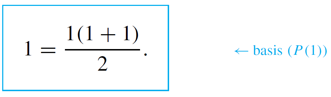 1 = 1(1 + 1) / 2 . ← basis (P(1))